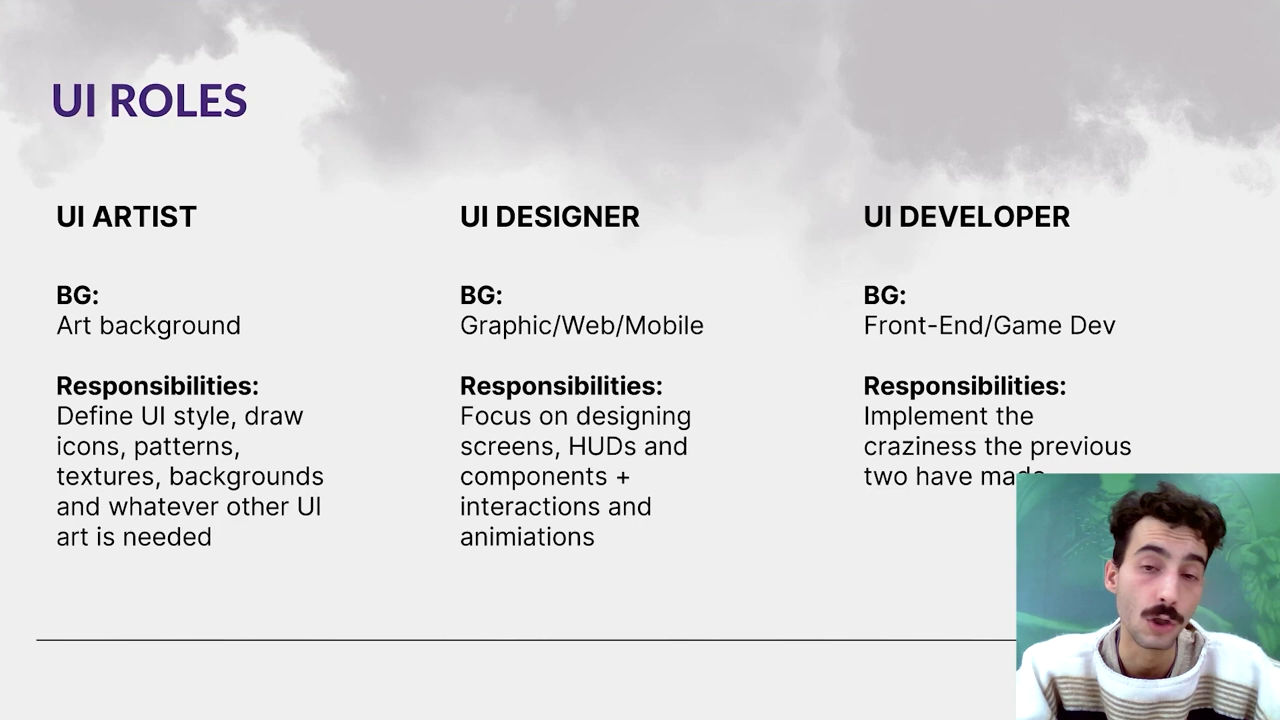 UI ROLES
UI ARTIST
BG:
Art background
Responsibilities:
Define UI style, draw
icons, patterns,
textures, backgrounds
and whatever other UI
art is needed
UI DESIGNER
BG:
Graphic/Web/Mobile
Responsibilities:
Focus on designing
screens, HUDs and
components +
interactions and
animiations
UI DEVELOPER
BG:
Front-End/Game Dev
Responsibilities:
Implement the
craziness the previous
two have made